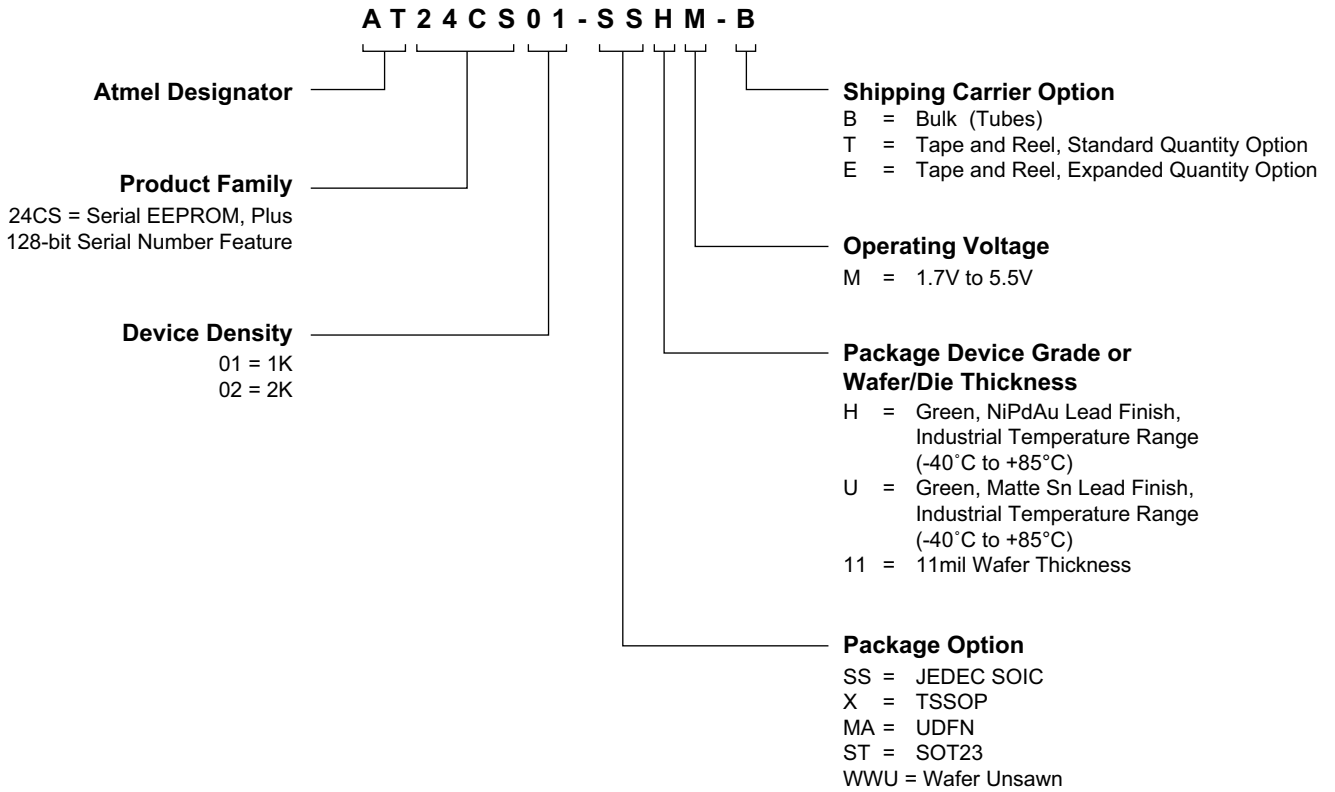 AT24CS01-SSHM-B
Atmel Designator
Product Family
24CS = Serial EEPROM, Plus
128-bit Serial Number Feature
Device Density
01 = 1K
02 = 2K
Shipping Carrier Option
B = Bulk (Tubes)
T = Tape and Reel, Standard Quantity Option
E = Tape and Reel, Expanded Quantity Option
Operating Voltage
M = 1.7V to 5.5V
Package Device Grade or
Wafer/Die Thickness
H = Green, NiPdAu Lead Finish,
Industrial Temperature Range
(-40˚C to +85°C)
U = Green, Matte Sn Lead Finish,
Industrial Temperature Range
(-40˚C to +85°C)
11 = 11mil Wafer Thickness
Package Option
SS = JEDEC SOIC
X = TSSOP
MA = UDFN
ST = SOT23
WWU = Wafer Unsawn